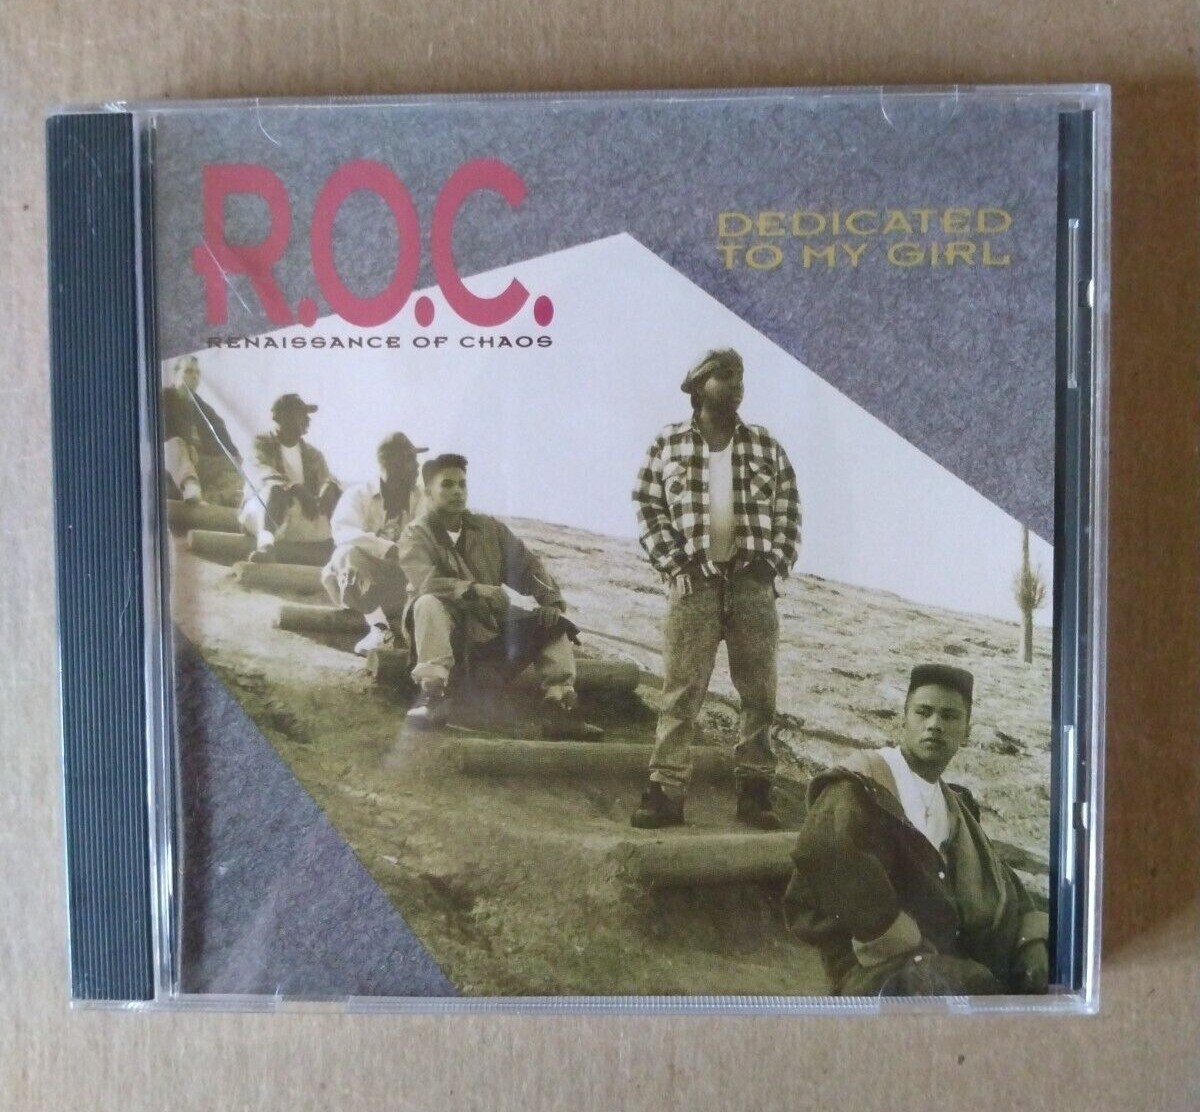 R.O.C.
RENAISSANCE OF CHAOS
DEDICATED
TO MY GIRL